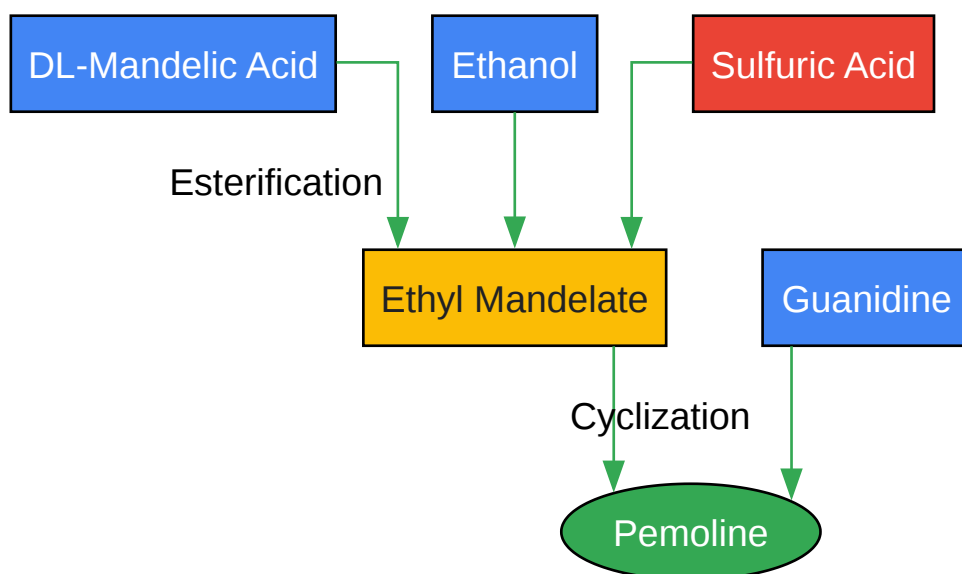 DL-Mandelic Acid
Ethanol
Sulfuric Acid
Esterification
Ethyl Mandelate
Guanidine
Cyclization
Pemoline